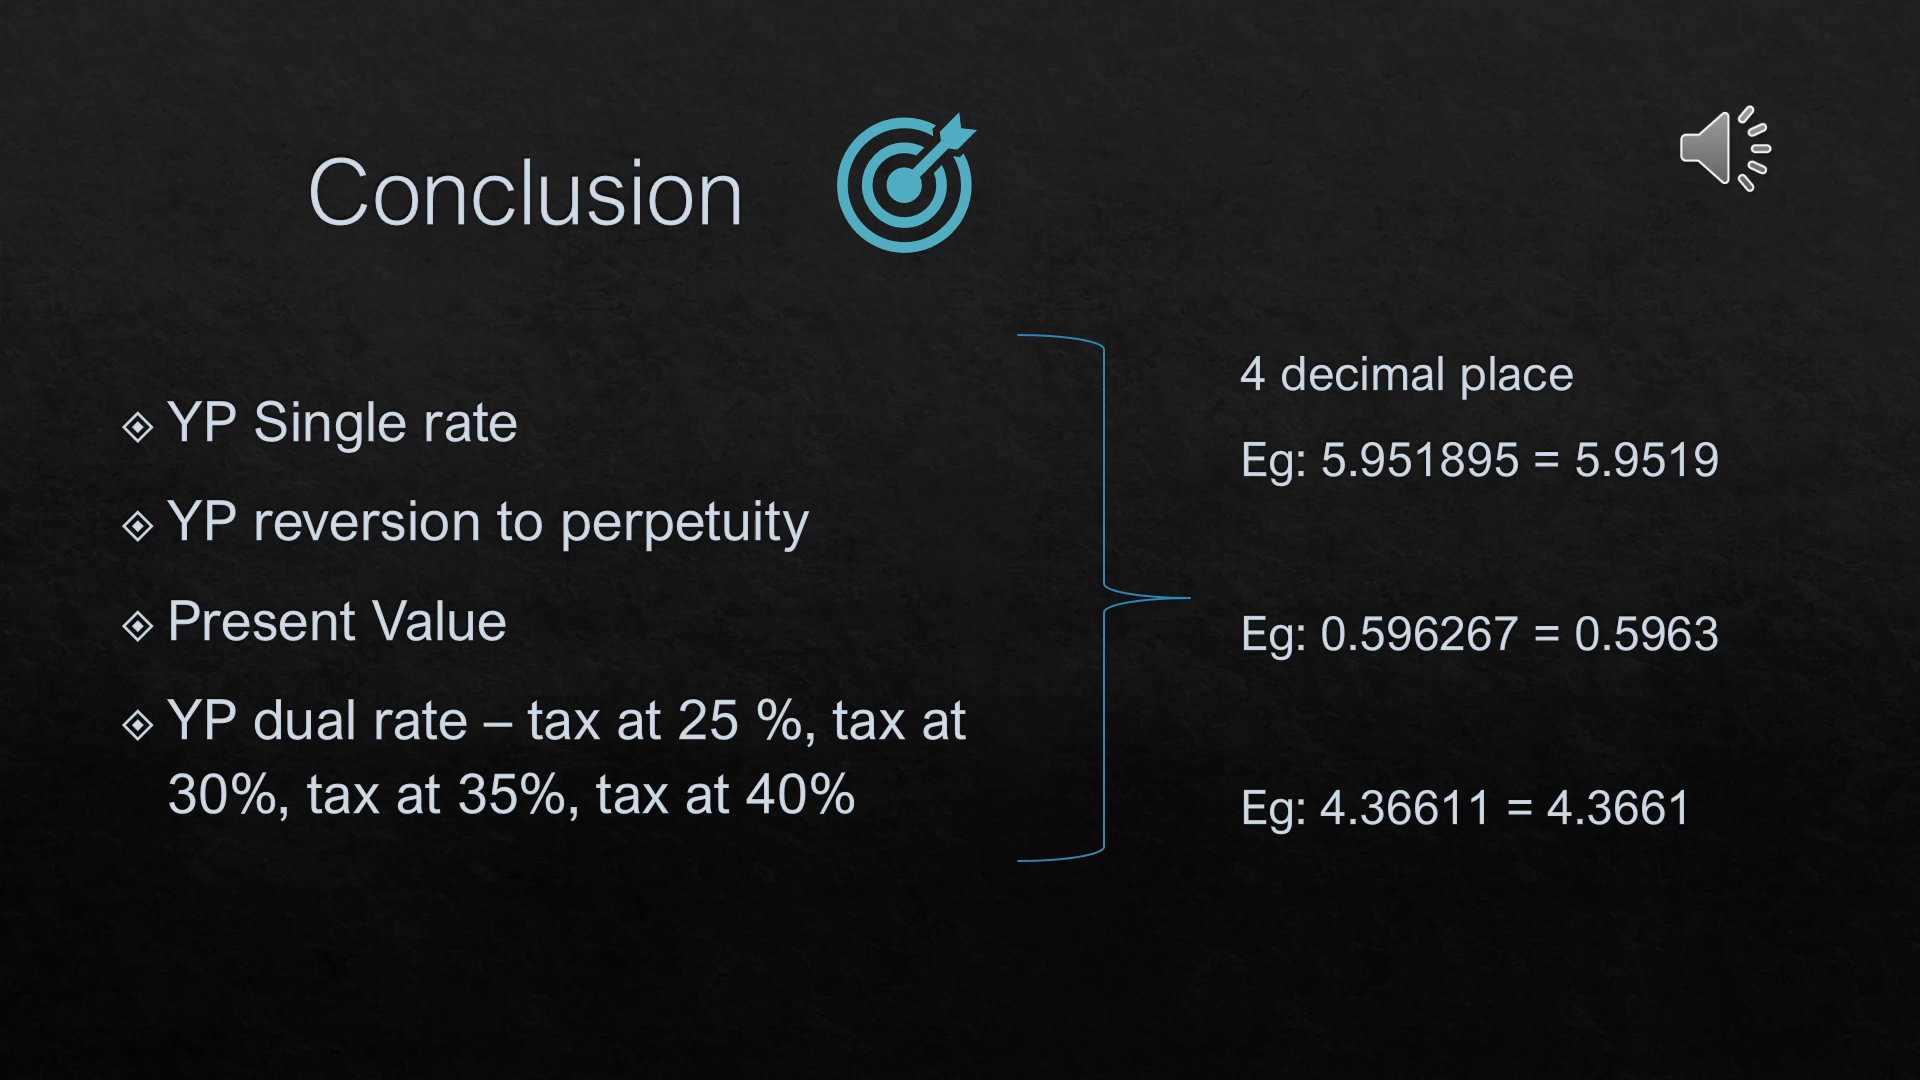 Conclusion
YP Single rate
YP reversion to perpetuity
Present Value
YP dual rate – tax at 25 %, tax at
30%, tax at 35%, tax at 40%
4 decimal place
Eg: 5.951895 = 5.9519
Eg: 0.596267 = 0.5963
Eg: 4.36611 = 4.3661